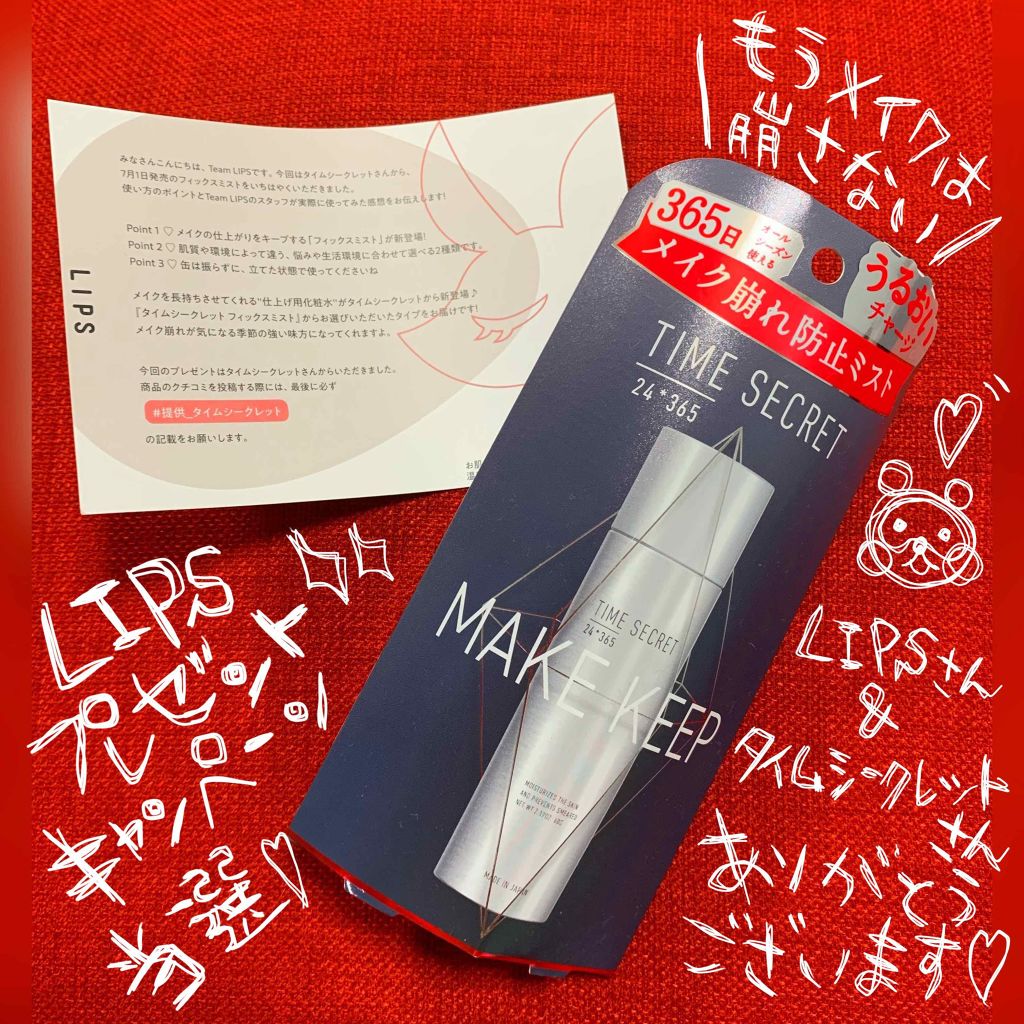 \もうメイクは
崩さない/
みなさんこんにちは、Team LIPSです。今回はタイムシークレットさんから、
7月1日発売のフィックスミストをいちはやくいただきました。
使い方のポイントとTeam LIPSのスタッフが実際に使ってみた感想をお伝えします!
Point 1 ♡ メイクの仕上がりをキープする「フィックスミスト」が新登場!
Point 2 ♡ 肌質や環境によって違う、悩みや生活環境に合わせて選べる2種類です。
Point 3 ♡ 缶は振らずに、立てた状態で使ってくださいね
メイクを長持ちさせてくれる"仕上げ用化粧水"がタイムシークレットから新登場♪
『タイムシークレット フィックスミスト』からお選びいただいたタイプをお届けです!
メイク崩れが気になる季節の強い味方になってくれますよ。
今回のプレゼントはタイムシークレットさんからいただきました。
商品のクチコミを投稿する際には、最後に必ず
#提供_タイムシークレット
の記載をお願いします。
お肌
LIPS
365日
オール
シーズン
使える
うるおい
チャージ
メイク崩れ防止ミスト
TIME SECRET
24*365
TIME SECRET
24*365
MAKE KEEP
MOISTURIZES THE SKIN
AND PREVENTS SMEARED
NET WT 2.11OZ 60G
MADE IN JAPAN
LIPS
プレゼント
キャンペーン
当選♡
LIPSさん
&
タイムシークレット
さん
ありがとう
ございます♡